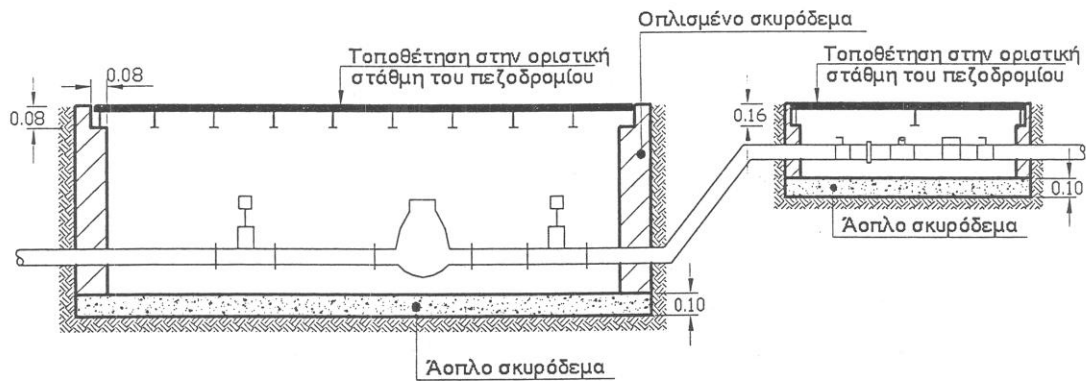 Οπλισμένο σκυρόδεμα
Τοποθέτηση στην οριστική
στάθμη του πεζοδρομίου
Τοποθέτηση στην οριστική
στάθμη του πεζοδρομίου
0.08
0.08
0.16
0.10
Άοπλο σκυρόδεμα
0.10
Άοπλο σκυρόδεμα